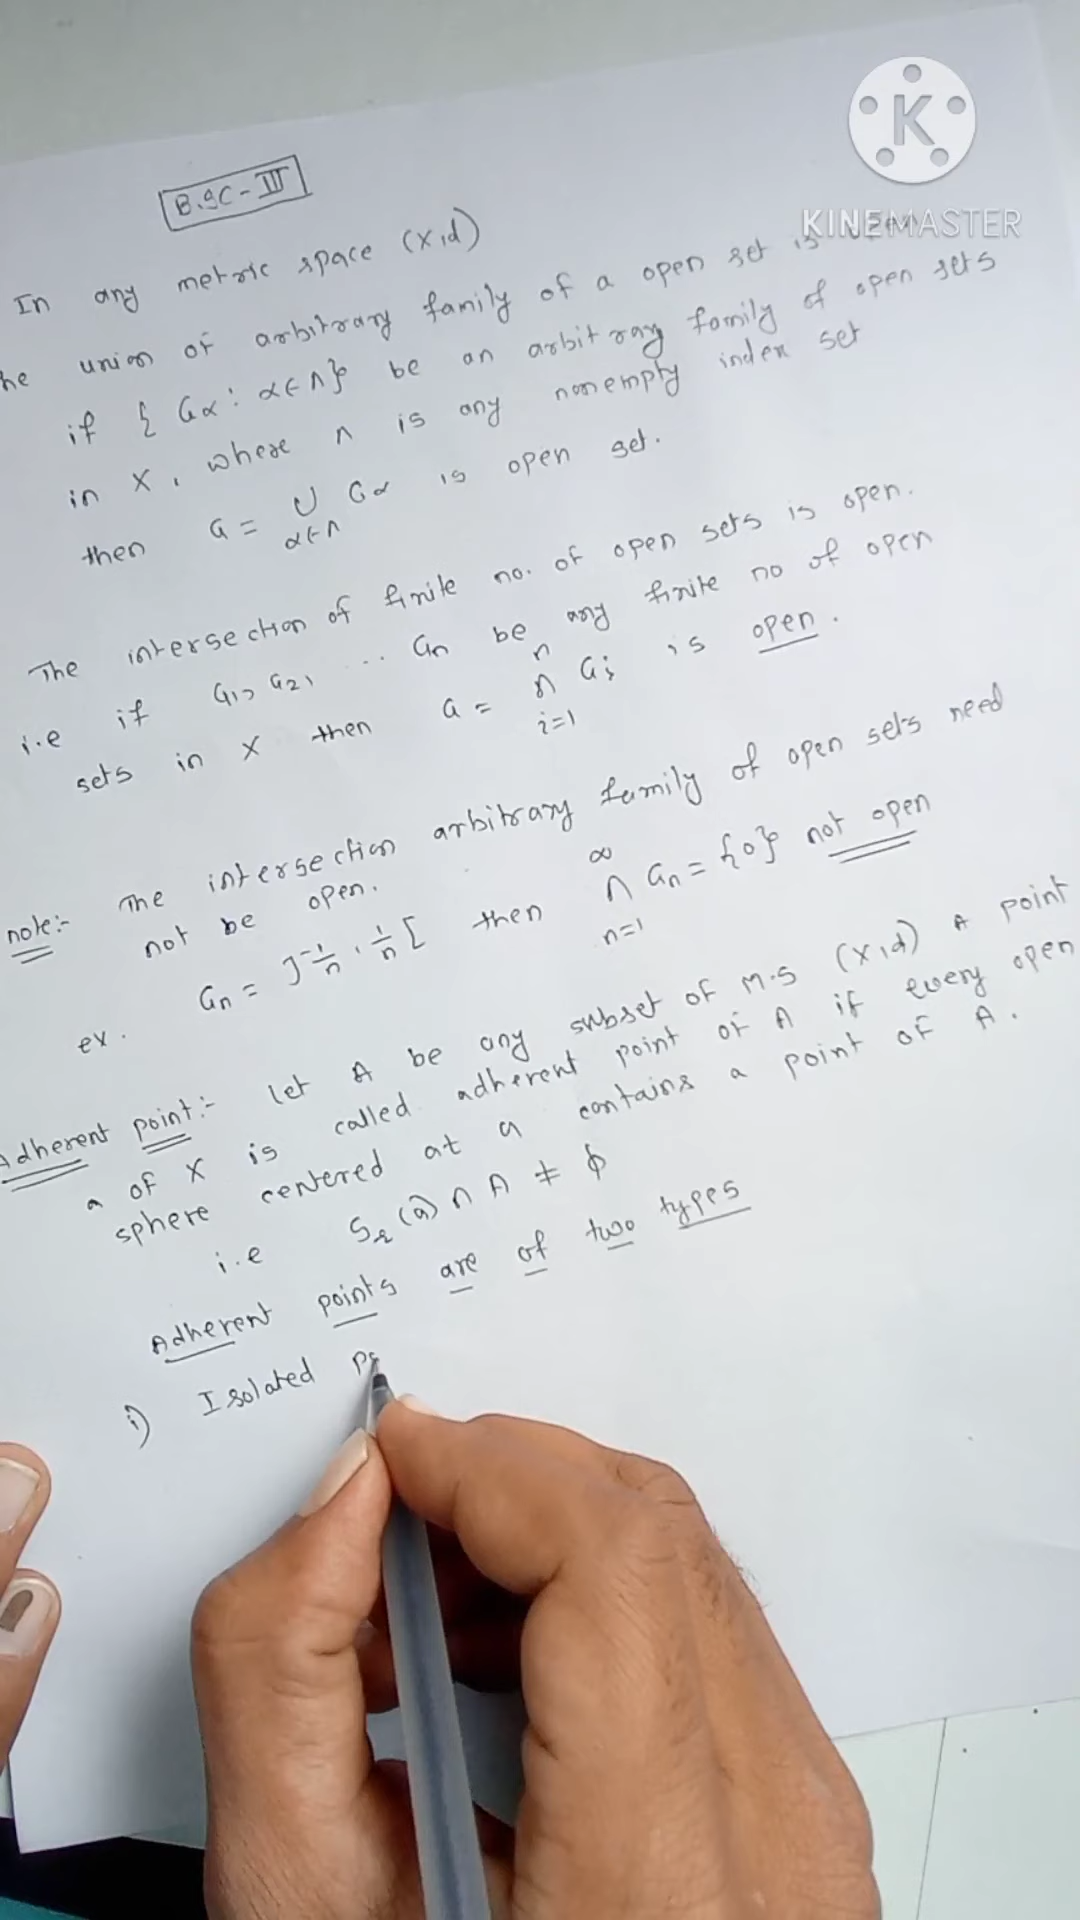 K
KINEMASTER
B.SC-III
In any metric space (X,d)
he union of arbitrary family of a open set is
if { Gα : α∈Λ} be an arbitrary family of open sets
in X, where Λ is any nonempty index set
then G = ∪ Gα is open set.
α∈Λ
The intersection of finite no. of open sets is open.
i.e if G1, G2, ... Gn be any finite no of open
sets in X then G = n∩i=1 Gi is open.
note:- The intersection arbitrary family of open sets need
not be open.
ex. Gn = ]-1/n, 1/n[ then ∞∩n=1 Gn = {0} not open
Adherent point:- Let A be any subset of M.S (X,d) A point
a of X is called adherent point of A if every open
sphere centered at a contains a point of A.
i.e Sr(a) ∩ A ≠ ϕ
Adherent points are of two types
i) Isolated